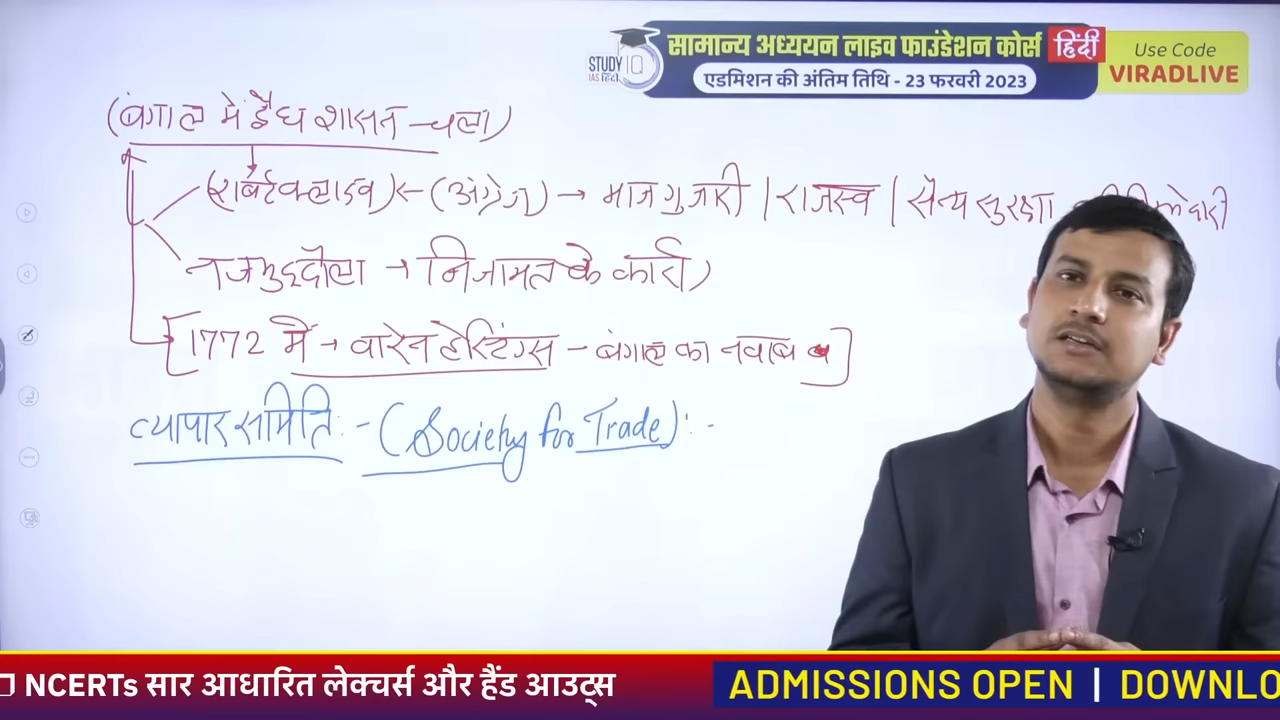 STUDY IQ
IAS हिंदी
सामान्य अध्ययन लाइव फाउंडेशन कोर्स हिंदी
एडमिशन की अंतिम तिथि - 23 फरवरी 2023
Use Code
VIRADLIVE
(बंगाल में द्वैध शासन - चला)
(राबर्ट क्लाइव) ← (अंग्रेज) → मालगुजारी | राजस्व | सैन्य सुरक्षा
नजमुद्दौला → निजामत के कार्य)
[1772 में → वारेन हेस्टिंग्स - बंगाल का नवाब ब]
व्यापार समिति :- (Society for Trade) :-
NCERTs सार आधारित लेक्चर्स और हैंड आउट्स
ADMISSIONS OPEN | DOWNLO